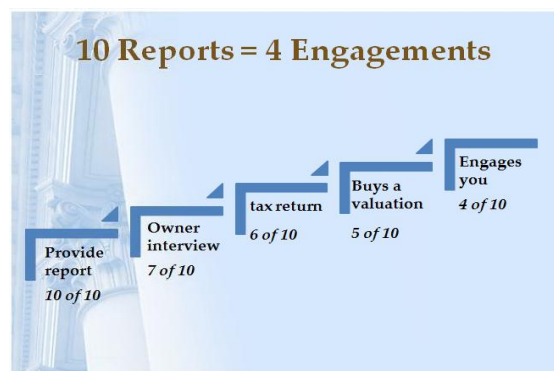 10 Reports = 4 Engagements
Provide
report
10 of 10
Owner
interview
7 of 10
tax return
6 of 10
Buys a
valuation
5 of 10
Engages
you
4 of 10